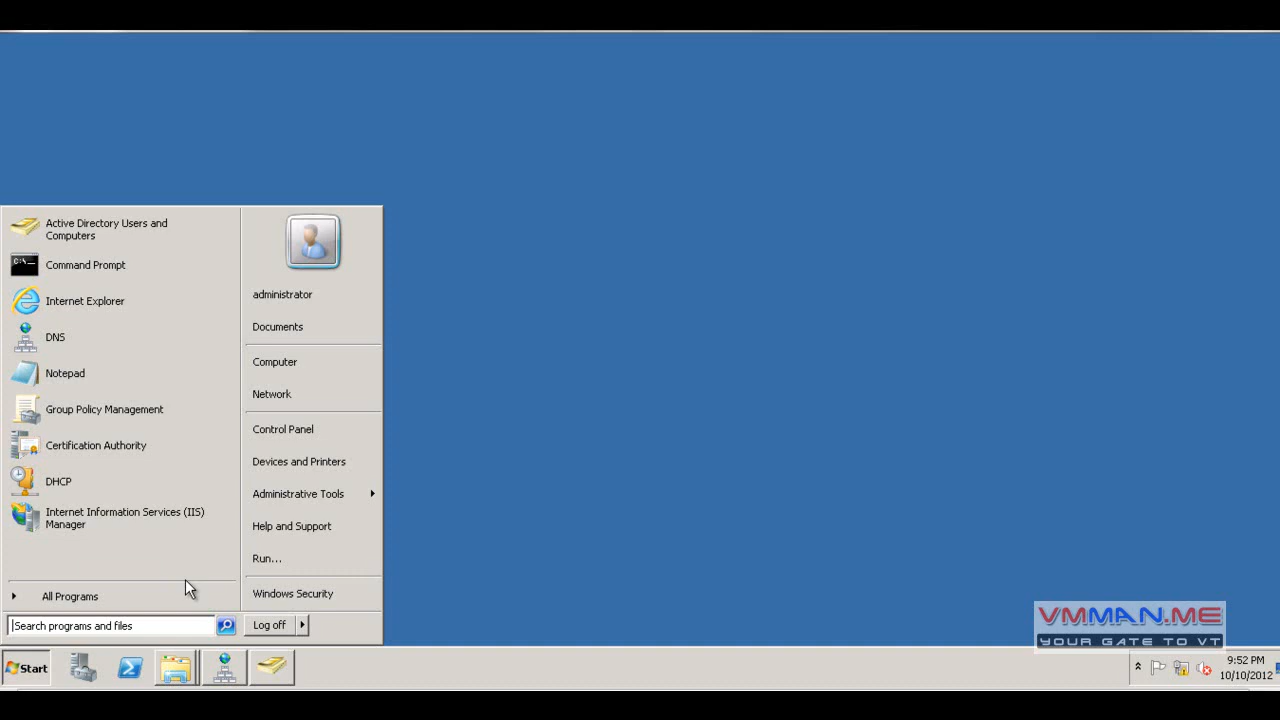 Active Directory Users and
Computers
Command Prompt
Internet Explorer
DNS
Notepad
Group Policy Management
Certification Authority
DHCP
Internet Information Services (IIS)
Manager
All Programs
Search programs and files
administrator
Documents
Computer
Network
Control Panel
Devices and Printers
Administrative Tools
Help and Support
Run...
Windows Security
Log off
VMMAN.ME
YOUR GATE TO VT
Start
9:52 PM
10/10/2012